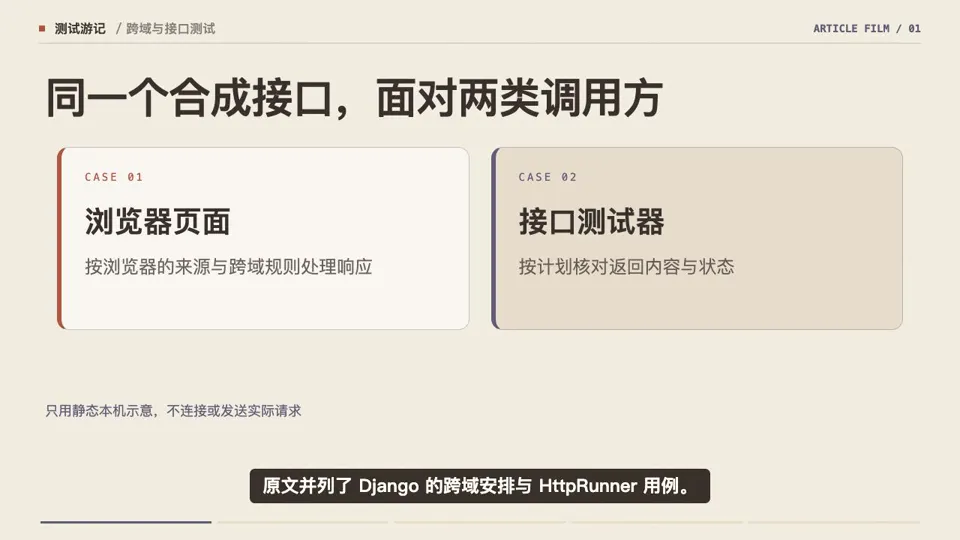 测试游记 / 跨域与接口测试
ARTICLE FILM / 01
同一个合成接口，面对两类调用方
CASE 01
浏览器页面
按浏览器的来源与跨域规则处理响应
CASE 02
接口测试器
按计划核对返回内容与状态
只用静态本机示意，不连接或发送实际请求
原文并列了 Django 的跨域安排与 HttpRunner 用例。